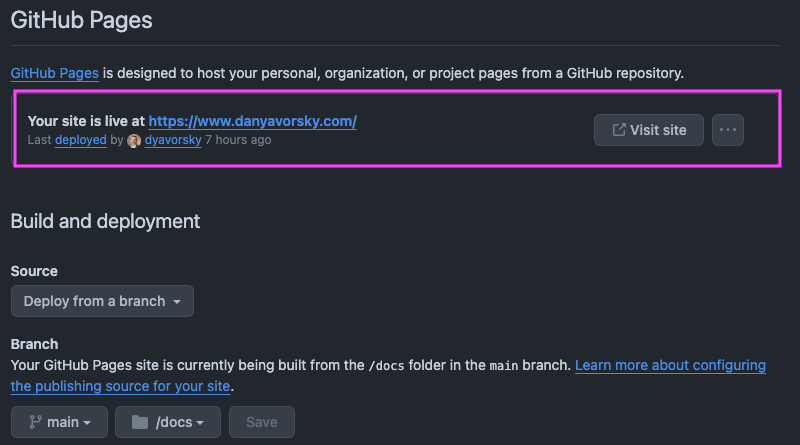 GitHub Pages
GitHub Pages is designed to host your personal, organization, or project pages from a GitHub repository.
Your site is live at https://www.danyavorsky.com/
Last deployed by dyavorsky 7 hours ago
Visit site
Build and deployment
Source
Deploy from a branch
Branch
Your GitHub Pages site is currently being built from the /docs folder in the main branch. Learn more about configuring
the publishing source for your site.
main
/docs
Save